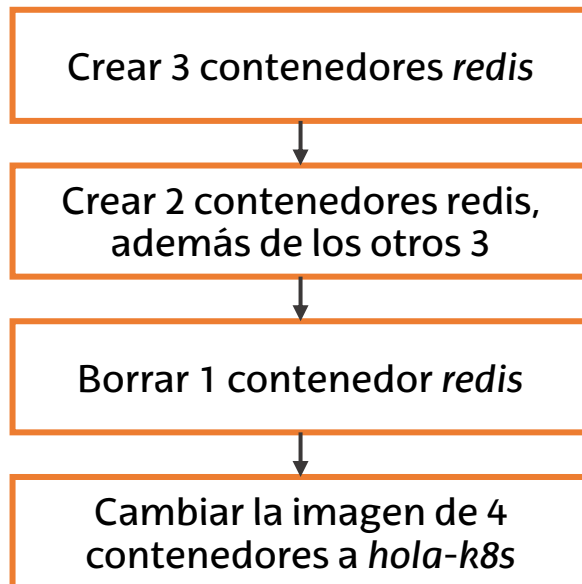 Crear 3 contenedores redis
Crear 2 contenedores redis,
además de los otros 3
Borrar 1 contenedor redis
Cambiar la imagen de 4
contenedores a hola-k8s